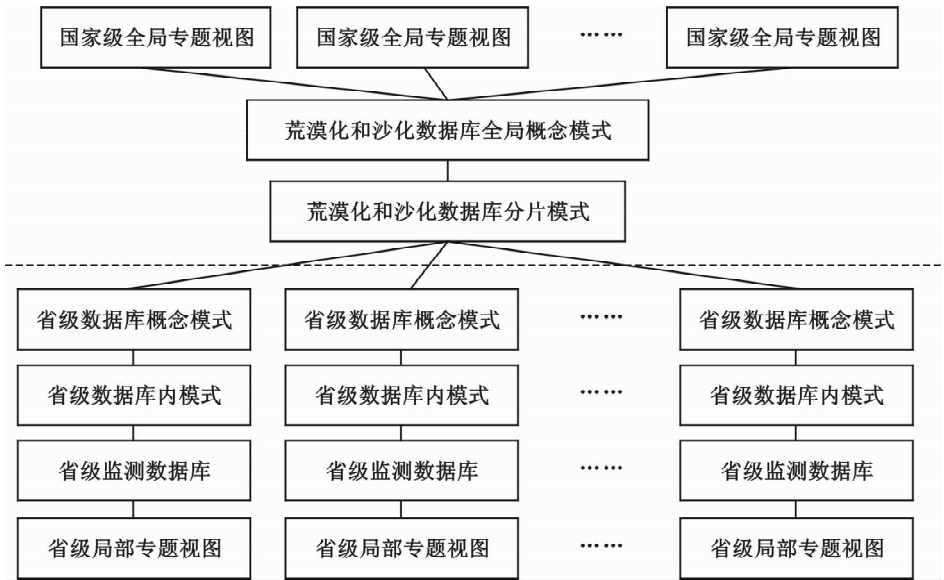 国家级全局专题视图 国家级全局专题视图 …… 国家级全局专题视图
荒漠化和沙化数据库全局概念模式
荒漠化和沙化数据库分片模式
省级数据库概念模式 省级数据库概念模式 …… 省级数据库概念模式
省级数据库内模式 省级数据库内模式 …… 省级数据库内模式
省级监测数据库 省级监测数据库 …… 省级监测数据库
省级局部专题视图 省级局部专题视图 …… 省级局部专题视图